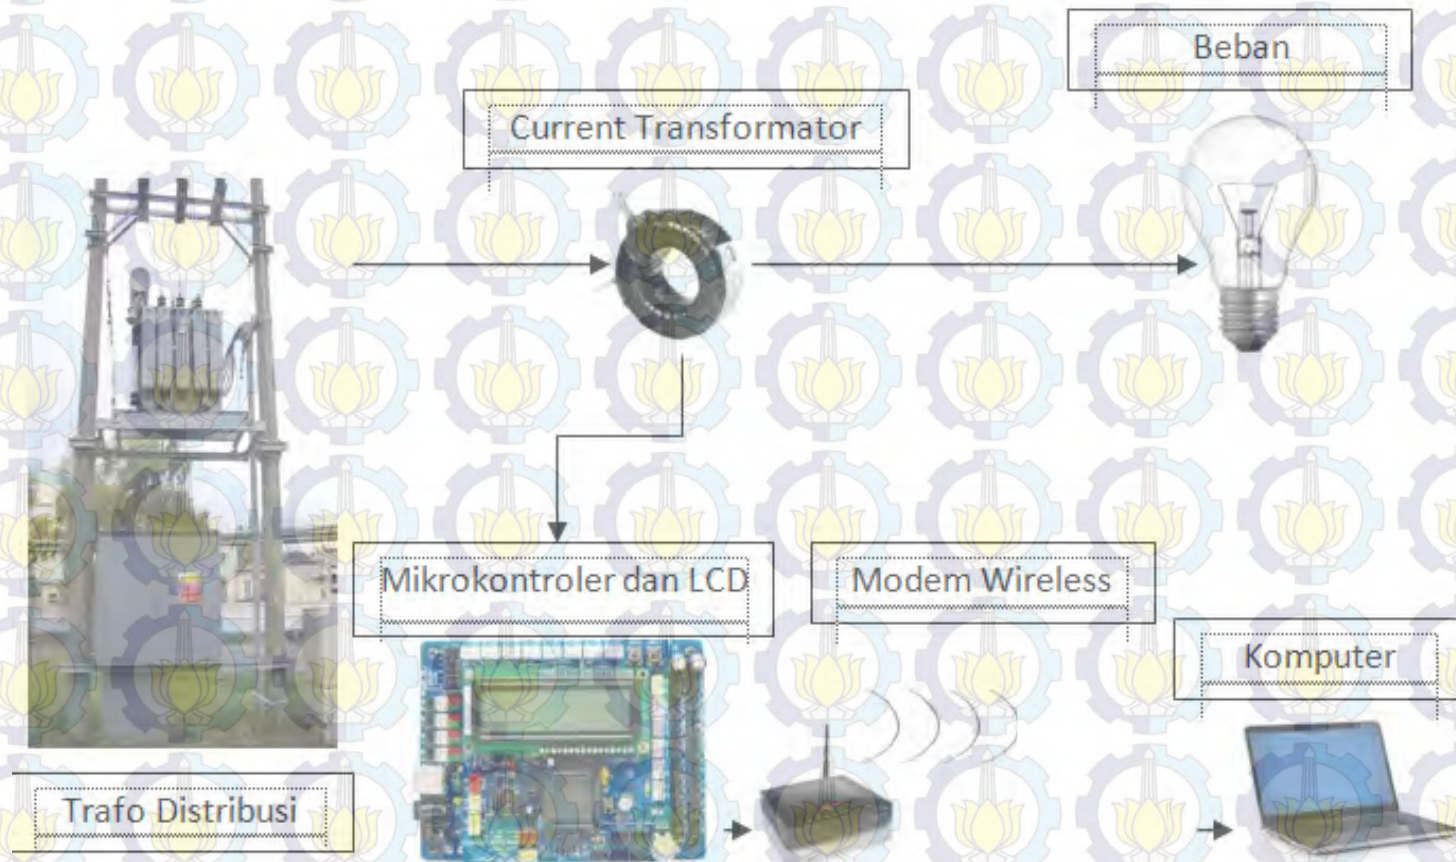 Beban
Current Transformator
Mikrokontroler dan LCD
Modem Wireless
Komputer
Trafo Distribusi